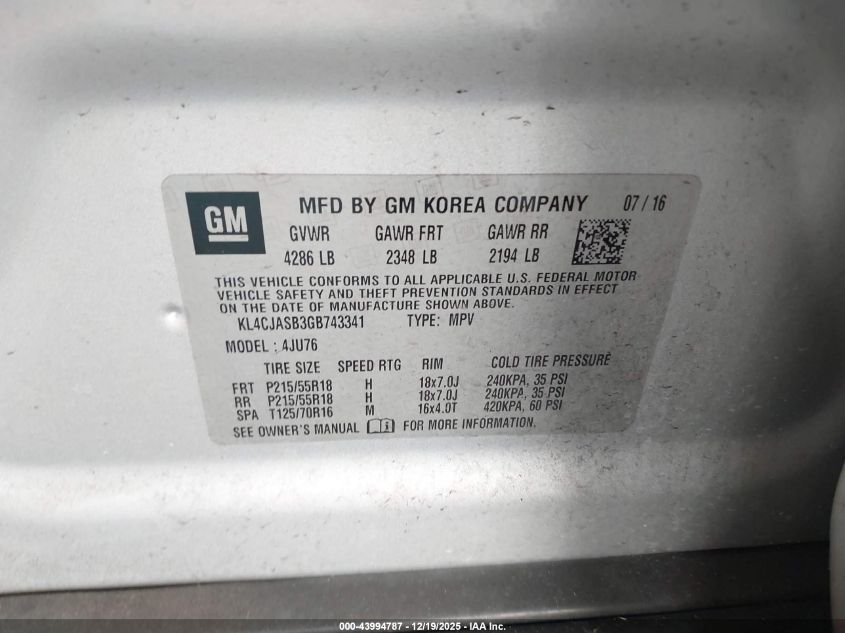 GM
MFD BY GM KOREA COMPANY 07 / 16
GVWR GAWR FRT GAWR RR
4286 LB 2348 LB 2194 LB
THIS VEHICLE CONFORMS TO ALL APPLICABLE U.S. FEDERAL MOTOR
VEHICLE SAFETY AND THEFT PREVENTION STANDARDS IN EFFECT
ON THE DATE OF MANUFACTURE SHOWN ABOVE.
KL4CJASB3GB743341 TYPE: MPV
MODEL : 4JU76
TIRE SIZE SPEED RTG RIM COLD TIRE PRESSURE
FRT P215/55R18 H 18x7.0J 240KPA, 35 PSI
RR P215/55R18 H 18x7.0J 240KPA, 35 PSI
SPA T125/70R16 M 16x4.0T 420KPA, 60 PSI
SEE OWNER'S MANUAL i FOR MORE INFORMATION.
000-43994787 - 12/19/2025 - IAA Inc.